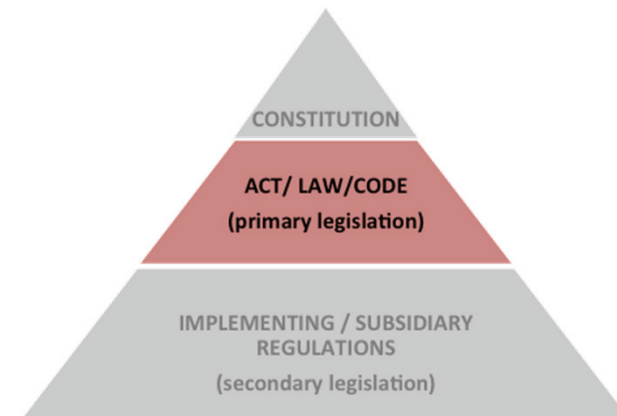 CONSTITUTION
ACT/ LAW/CODE
(primary legislation)
IMPLEMENTING / SUBSIDIARY
REGULATIONS
(secondary legislation)